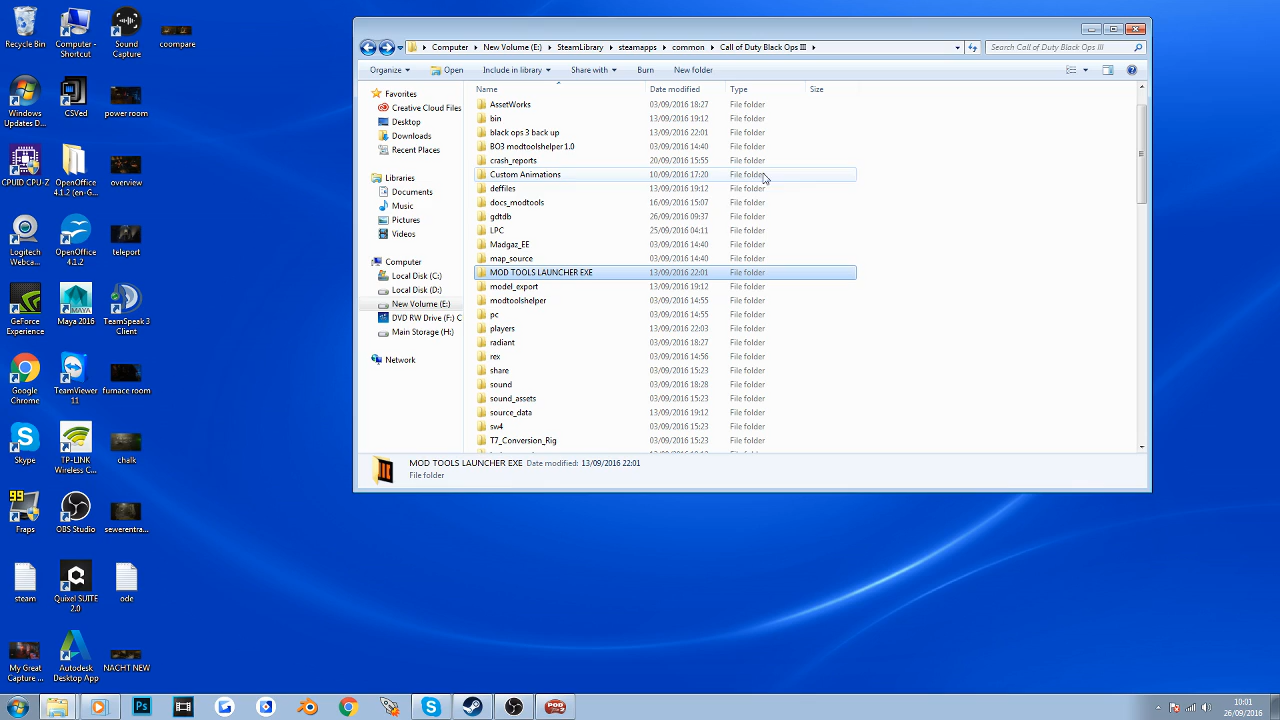 Recycle Bin
Computer - Shortcut
Sound Capture
coompare
Windows Updates D...
CSVed
power room
CPUID CPU-Z
OpenOffice 4.1.2 (en-G...
overview
Logitech Webca...
OpenOffice 4.1.2
teleport
GeForce Experience
Maya 2016
TeamSpeak 3 Client
Google Chrome
TeamViewer 11
furnace room
Skype
TP-LINK Wireless C...
chalk
99
Fraps
OBS Studio
sewerentra...
steam
Quixel SUITE 2.0
ode
My Great Capture ...
Autodesk Desktop App
NACHT NEW
Computer New Volume (E:) SteamLibrary steamapps common Call of Duty Black Ops III
Search Call of Duty Black Ops III
Organize Open Include in library Share with Burn New folder
Favorites
Creative Cloud Files
Desktop
Downloads
Recent Places
Libraries
Documents
Music
Pictures
Videos
Computer
Local Disk (C:)
Local Disk (D:)
New Volume (E:)
DVD RW Drive (F:) C
Main Storage (H:)
Network
Name Date modified Type Size
AssetWorks 03/09/2016 18:27 File folder
bin 13/09/2016 19:12 File folder
black ops 3 back up 13/09/2016 22:01 File folder
BO3 modtoolshelper 1.0 03/09/2016 14:40 File folder
crash_reports 20/09/2016 15:55 File folder
Custom Animations 10/09/2016 17:20 File folder
deffiles 13/09/2016 19:12 File folder
docs_modtools 16/09/2016 15:07 File folder
gdtdb 26/09/2016 09:37 File folder
LPC 25/09/2016 04:11 File folder
Madgaz_EE 03/09/2016 14:40 File folder
map_source 03/09/2016 14:40 File folder
MOD TOOLS LAUNCHER EXE 13/09/2016 22:01 File folder
model_export 13/09/2016 19:12 File folder
modtoolshelper 03/09/2016 14:55 File folder
pc 03/09/2016 14:55 File folder
players 13/09/2016 22:03 File folder
radiant 03/09/2016 18:27 File folder
rex 03/09/2016 14:56 File folder
share 03/09/2016 15:23 File folder
sound 03/09/2016 18:28 File folder
sound_assets 03/09/2016 15:23 File folder
source_data 13/09/2016 19:12 File folder
sw4 03/09/2016 15:23 File folder
T7_Conversion_Rig 03/09/2016 15:23 File folder
MOD TOOLS LAUNCHER EXE Date modified: 13/09/2016 22:01
File folder
Ps
POD
10:01
26/09/2016